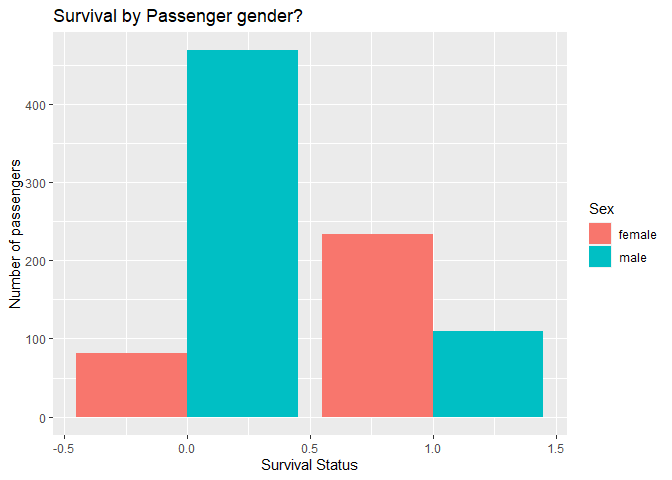 Survival by Passenger gender?
Number of passengers
400
300
200
100
0
-0.5
0.0
0.5
1.0
1.5
Survival Status
Sex
female
male